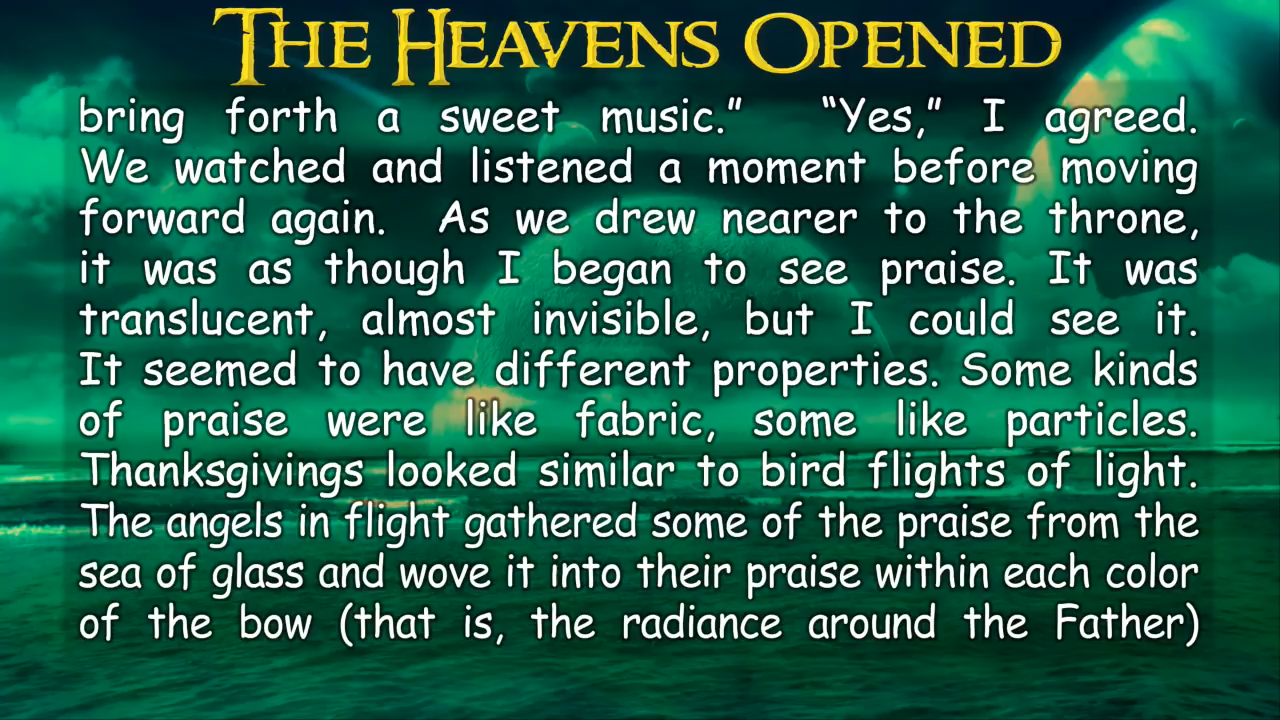 THE HEAVENS OPENED
bring forth a sweet music.” “Yes,” I agreed.
We watched and listened a moment before moving
forward again. As we drew nearer to the throne,
it was as though I began to see praise. It was
translucent, almost invisible, but I could see it.
It seemed to have different properties. Some kinds
of praise were like fabric, some like particles.
Thanksgivings looked similar to bird flights of light.
The angels in flight gathered some of the praise from the
sea of glass and wove it into their praise within each color
of the bow (that is, the radiance around the Father)